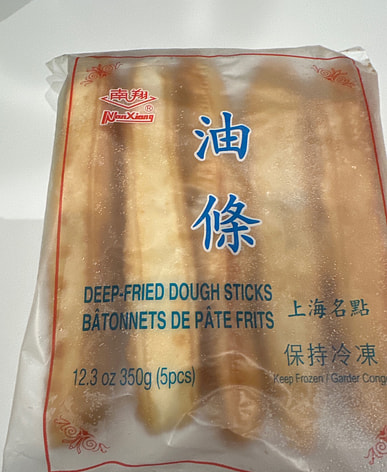 南翔
NanXiang
®
油
條
DEEP-FRIED DOUGH STICKS
BÂTONNETS DE PÂTE FRITS
上海名點
12.3 oz 350g (5pcs)
保持冷凍
Keep Frozen / Garder Cong